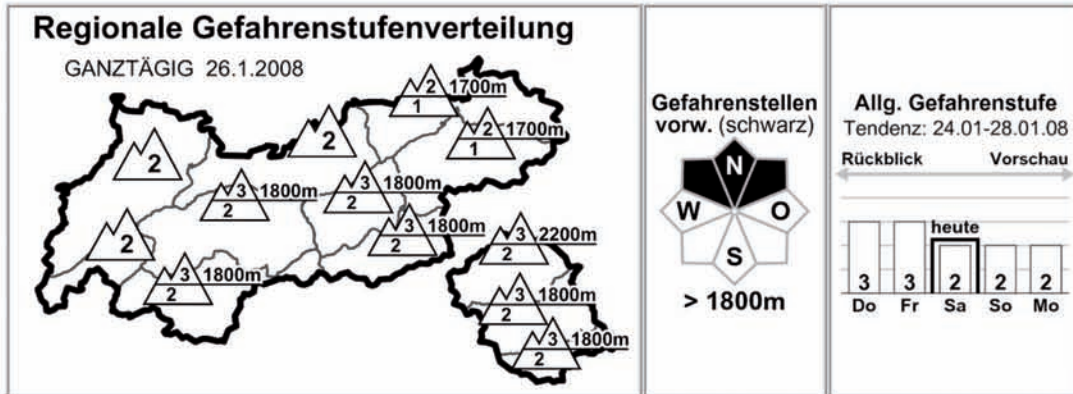 Regionale Gefahrenstufenverteilung
GANZTÄGIG 26.1.2008
2
1700m
1
2
1700m
1
2
2
3
1800m
2
3
1800m
2
2
3
1800m
2
3
1800m
2
3
2200m
2
3
1800m
2
3
1800m
2
Gefahrenstellen
vorw. (schwarz)
N
W
O
S
> 1800m
Allg. Gefahrenstufe
Tendenz: 24.01-28.01.08
Rückblick Vorschau
heute
3 3 2 2 2
Do Fr Sa So Mo